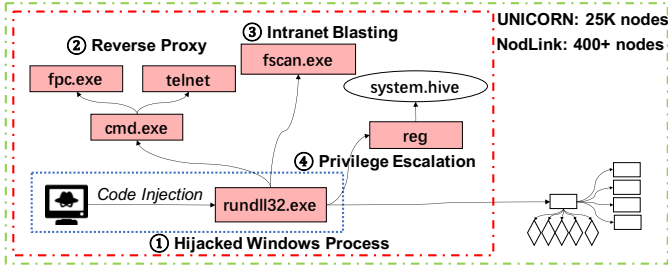 UNICORN: 25K nodes
NodLink: 400+ nodes
② Reverse Proxy
③ Intranet Blasting
fpc.exe
telnet
fscan.exe
system.hive
cmd.exe
reg
④ Privilege Escalation
Code Injection
rundll32.exe
① Hijacked Windows Process